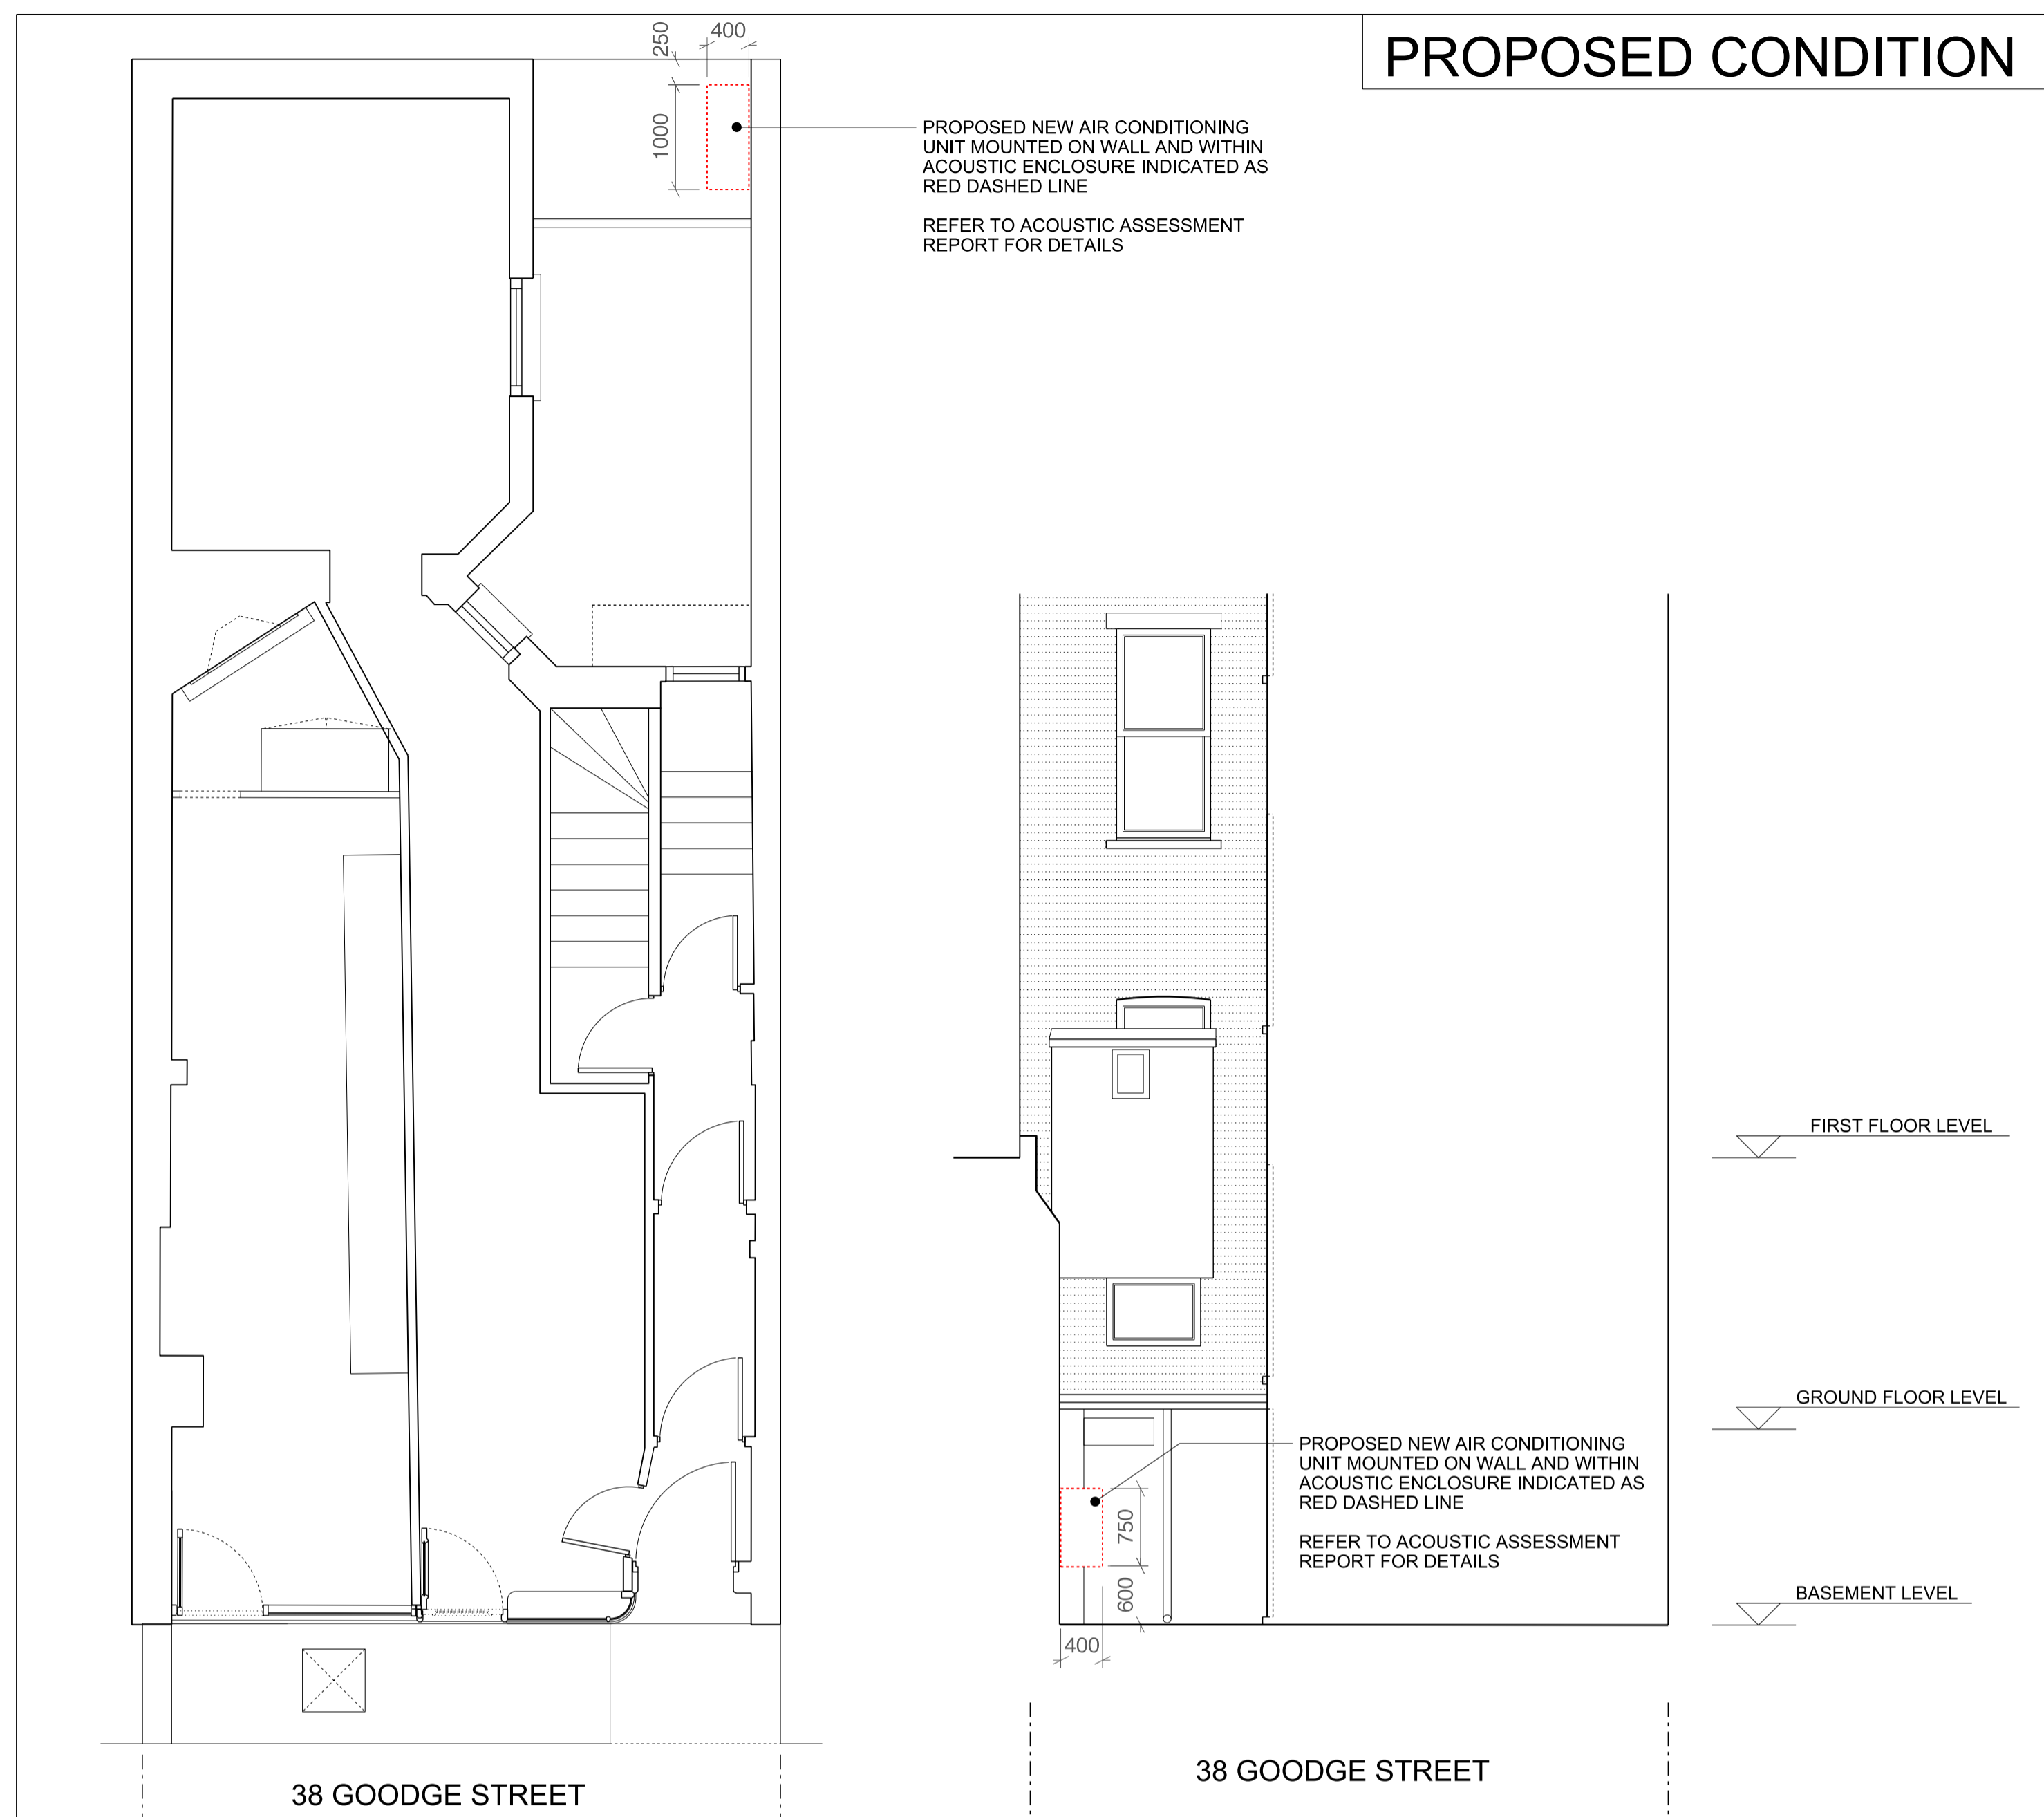 PROPOSED CONDITION
250
400
1000
PROPOSED NEW AIR CONDITIONING
UNIT MOUNTED ON WALL AND WITHIN
ACOUSTIC ENCLOSURE INDICATED AS
RED DASHED LINE
REFER TO ACOUSTIC ASSESSMENT
REPORT FOR DETAILS
FIRST FLOOR LEVEL
GROUND FLOOR LEVEL
PROPOSED NEW AIR CONDITIONING
UNIT MOUNTED ON WALL AND WITHIN
ACOUSTIC ENCLOSURE INDICATED AS
RED DASHED LINE
REFER TO ACOUSTIC ASSESSMENT
REPORT FOR DETAILS
750
600
400
BASEMENT LEVEL
38 GOODGE STREET
38 GOODGE STREET